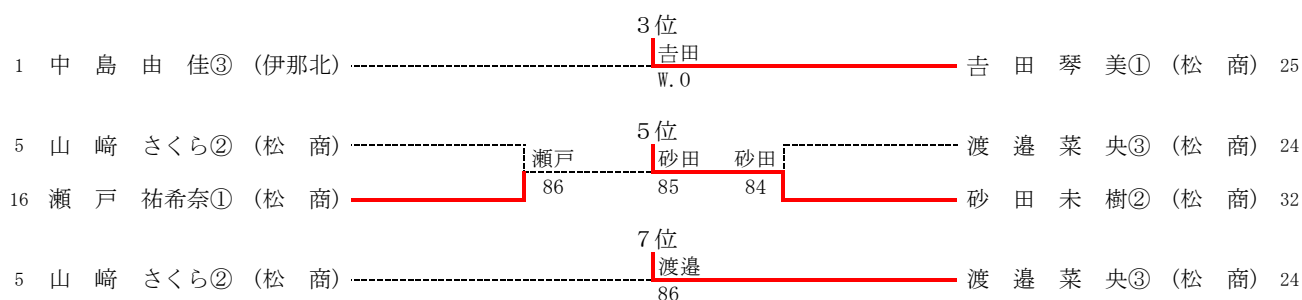 3位
吉田
1 中 島 由 佳③ (伊那北) 𠮷 田 琴 美① (松 商) 25
W.0
5位
5 山 﨑 さくら② (松 商) 渡 邉 菜 央③ (松 商) 24
瀬戸 砂田 砂田
86 85 84
16 瀬 戸 祐希奈① (松 商) 砂 田 未 樹② (松 商) 32
7位
渡邉
5 山 﨑 さくら② (松 商) 渡 邉 菜 央③ (松 商) 24
86